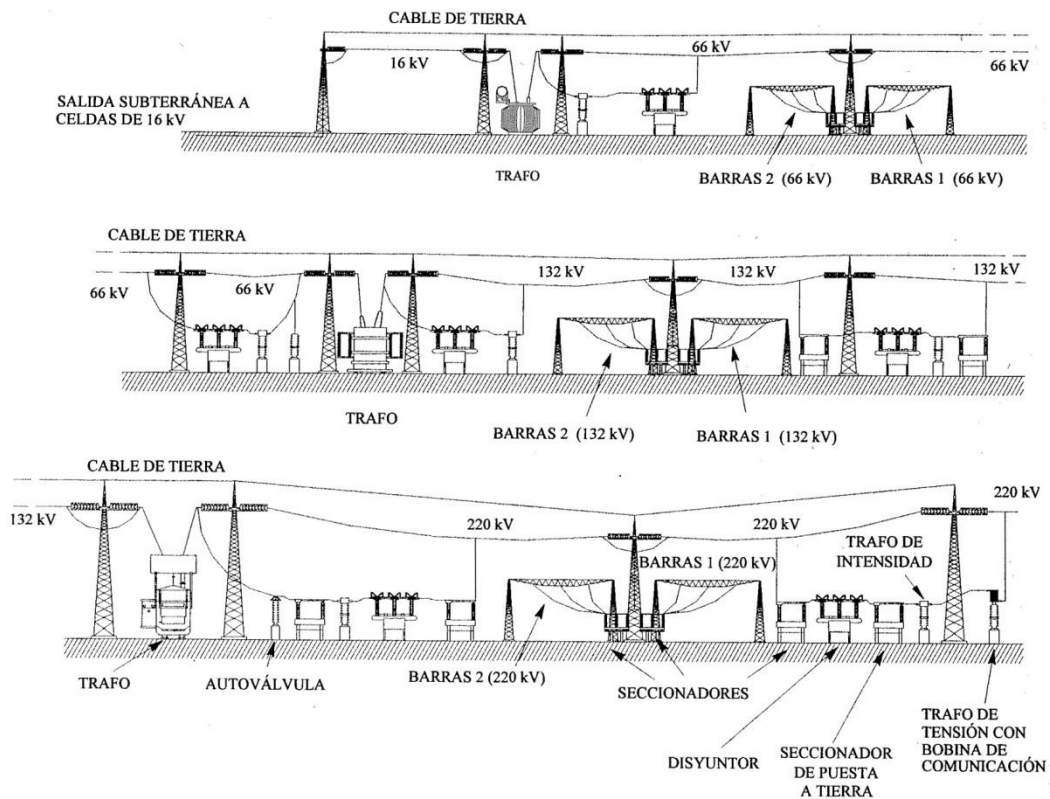 CABLE DE TIERRA
16 kV
66 kV
66 kV
SALIDA SUBTERRÁNEA A
CELDAS DE 16 kV
TRAFO
BARRAS 2 (66 kV)
BARRAS 1 (66 kV)
CABLE DE TIERRA
66 kV
66 kV
132 kV
132 kV
132 kV
TRAFO
BARRAS 2 (132 kV)
BARRAS 1 (132 kV)
CABLE DE TIERRA
132 kV
220 kV
220 kV
220 kV
BARRAS 1 (220 kV)
TRAFO DE
INTENSIDAD
TRAFO
AUTOVÁLVULA
BARRAS 2 (220 kV)
SECCIONADORES
DISYUNTOR
SECCIONADOR
DE PUESTA
A TIERRA
TRAFO DE
TENSIÓN CON
BOBINA DE
COMUNICACIÓN